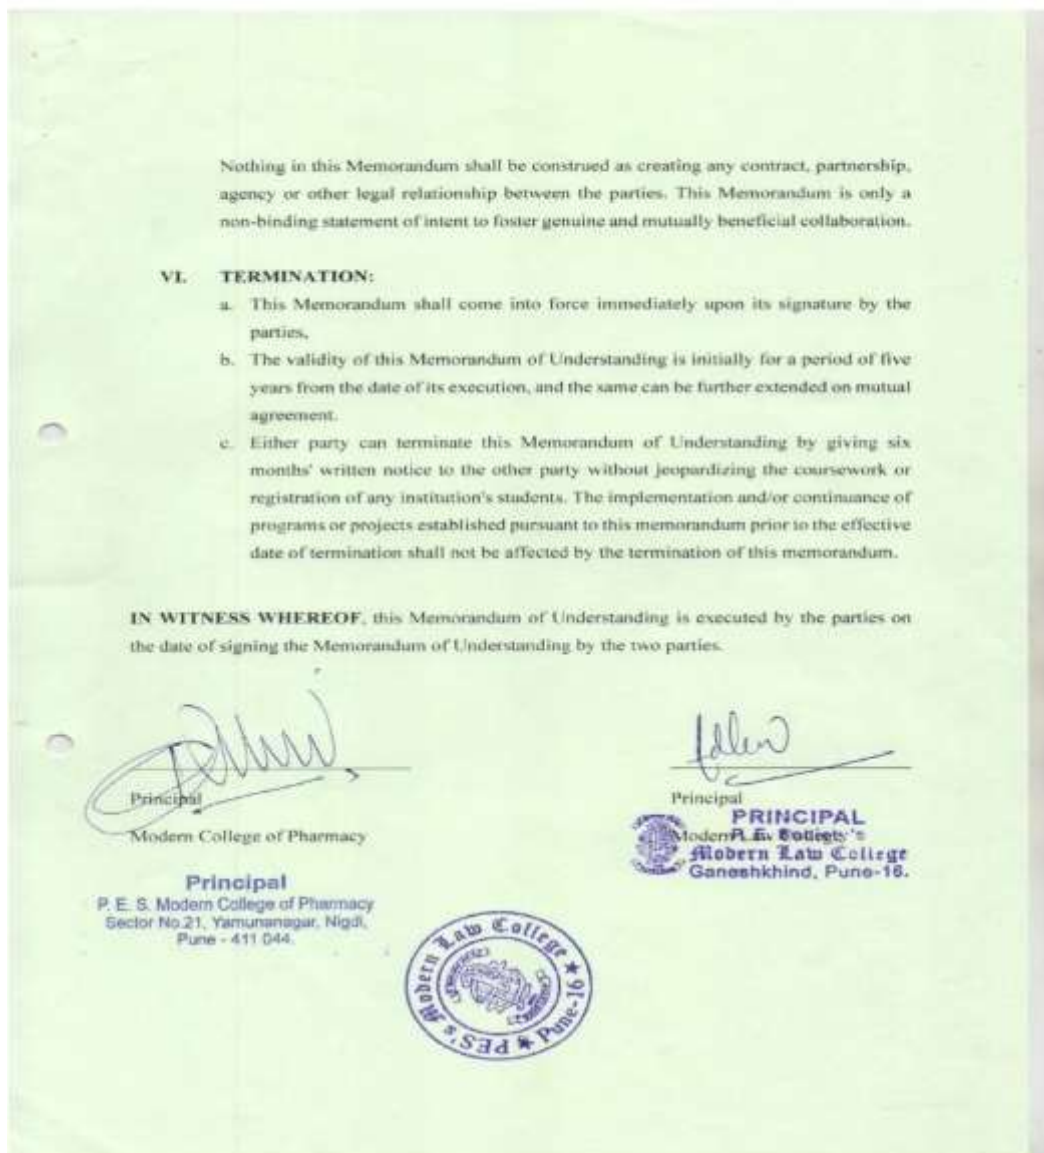 Nothing in this Memorandum shall be construed as creating any contract, partnership,
agency or other legal relationship between the parties. This Memorandum is only a
non-binding statement of intent to foster genuine and mutually beneficial collaboration.
VI. TERMINATION:
a. This Memorandum shall come into force immediately upon its signature by the
parties,
b. The validity of this Memorandum of Understanding is initially for a period of five
years from the date of its execution, and the same can be further extended on mutual
agreement.
c. Either party can terminate this Memorandum of Understanding by giving six
months' written notice to the other party without jeopardizing the coursework or
registration of any institution's students. The implementation and/or continuance of
programs or projects established pursuant to this memorandum prior to the effective
date of termination shall not be affected by the termination of this memorandum.
IN WITNESS WHEREOF, this Memorandum of Understanding is executed by the parties on
the date of signing the Memorandum of Understanding by the two parties.
Principal
Modern College of Pharmacy
Principal
P. E. S. Modern College of Pharmacy
Sector No.21, Yamunanagar, Nigdi,
Pune - 411 044.
Principal
PRINCIPAL
Modern
P. E. Society's
Modern Law College
Ganeshkhind, Pune-16.
PES's Modern Law College ★ Pune-16 ★